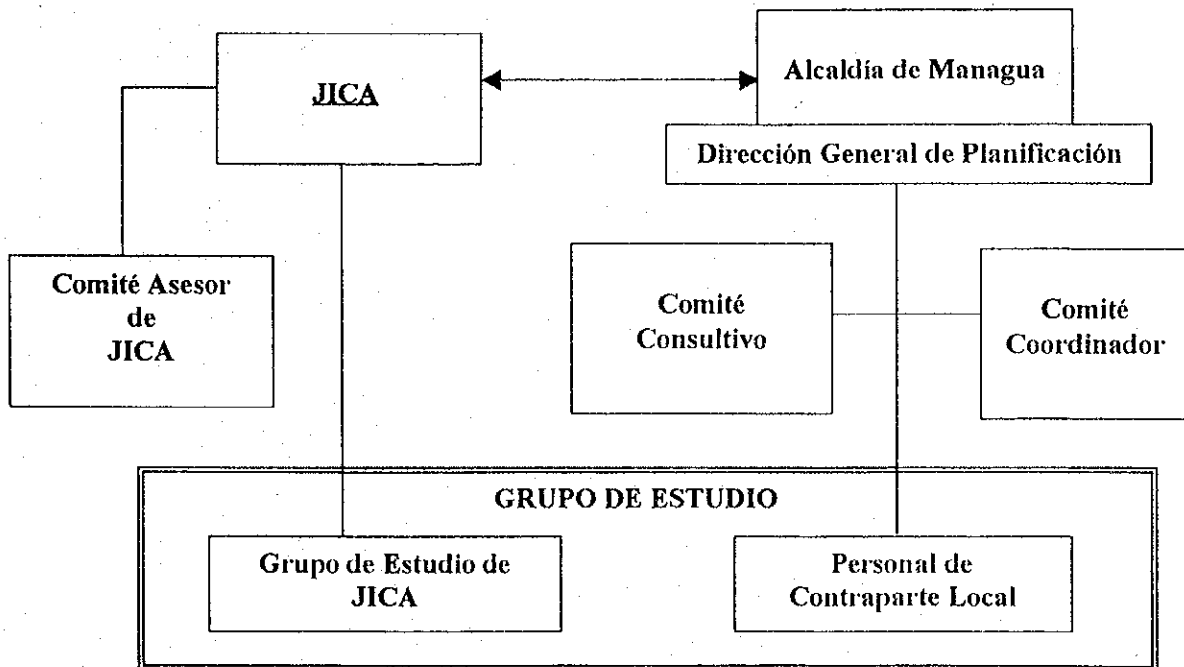 JICA
Alcaldía de Managua
Dirección General de Planificación
Comité Asesor
de
JICA
Comité
Consultivo
Comité
Coordinador
GRUPO DE ESTUDIO
Grupo de Estudio de
JICA
Personal de
Contraparte Local